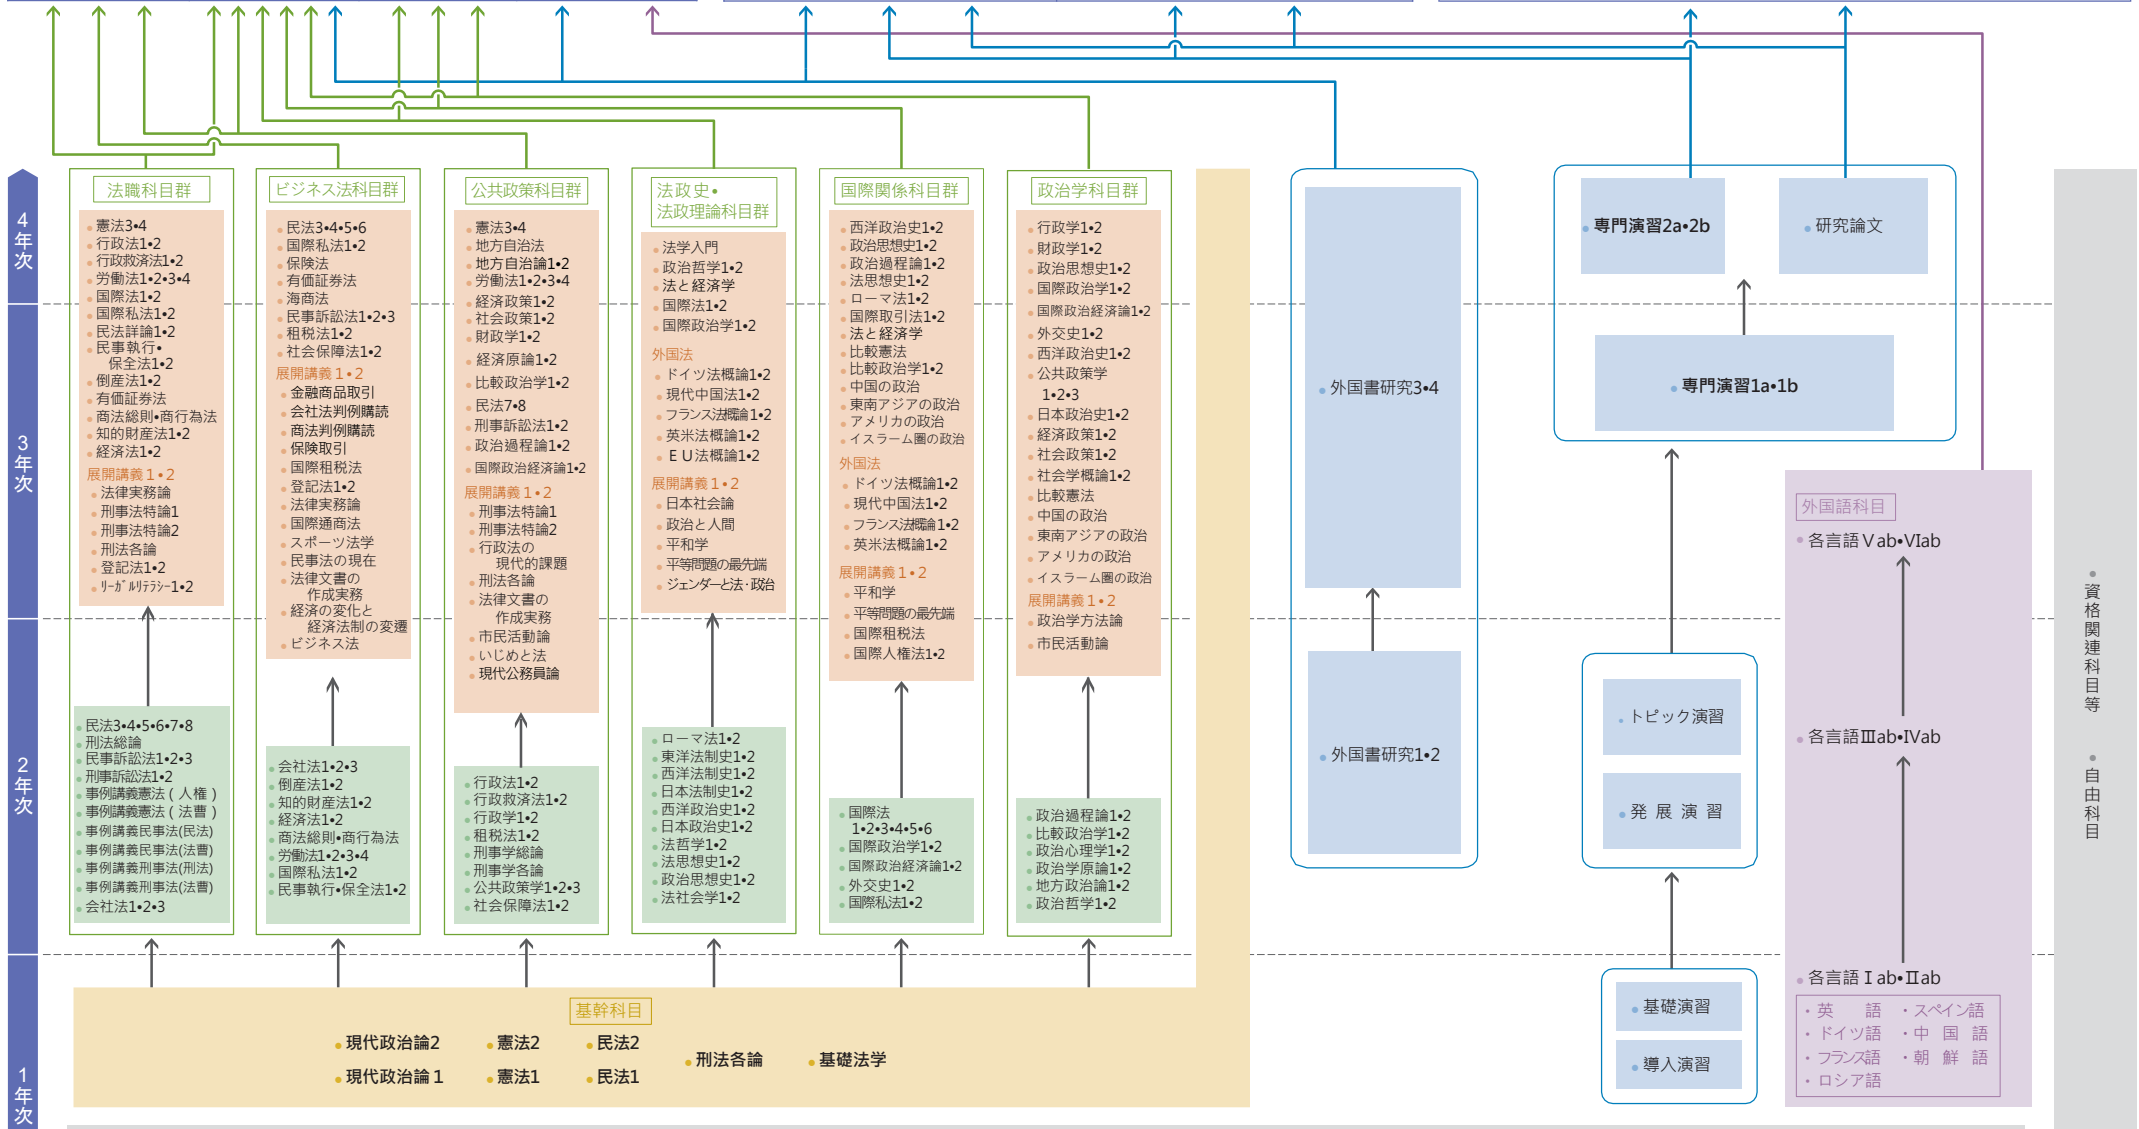 4年次
3年次
2年次
1年次
法職科目群
憲法3•4
行政法1•2
行政救済法1•2
労働法1•2•3•4
国際法1•2
国際私法1•2
民法詳論1•2
民事執行•
保全法1•2
倒産法1•2
有価証券法
商法総則•商行為法
知的財産法1•2
経済法1•2
展開講義1•2
法律実務論
刑事法特論1
刑事法特論2
刑法各論
登記法1•2
リーガルリテラシー1•2
民法3•4•5•6•7•8
刑法総論
民事訴訟法1•2•3
刑事訴訟法1•2
事例講義憲法(人権)
事例講義憲法(法曹)
事例講義民事法(民法)
事例講義民事法(法曹)
事例講義刑事法(刑法)
事例講義刑事法(法曹)
会社法1•2•3
ビジネス法科目群
民法3•4•5•6
国際私法1•2
保険法
有価証券法
海商法
民事訴訟法1•2•3
租税法1•2
社会保障法1•2
展開講義1•2
金融商品取引
会社法判例購読
商法判例購読
保険取引
国際租税法
登記法1•2
法律実務論
国際通商法
スポーツ法学
民事法の現在
法律文書の
作成実務
経済の変化と
経済法制の変遷
ビジネス法
会社法1•2•3
倒産法1•2
知的財産法1•2
経済法1•2
商法総則•商行為法
労働法1•2•3•4
国際私法1•2
民事執行•保全法1•2
公共政策科目群
憲法3•4
地方自治法
地方自治論1•2
労働法1•2•3•4
経済政策1•2
社会政策1•2
財政学1•2
経済原論1•2
比較政治学1•2
民法7•8
刑事訴訟法1•2
政治過程論1•2
国際政治経済論1•2
展開講義1•2
刑事法特論1
刑事法特論2
行政法の
現代的課題
刑法各論
法律文書の
作成実務
市民活動論
いじめと法
現代公務員論
行政法1•2
行政救済法1•2
行政学1•2
租税法1•2
刑事学総論
刑事学各論
公共政策学1•2•3
社会保障法1•2
法政史•
法政理論科目群
法学入門
政治哲学1•2
法と経済学
国際法1•2
国際政治学1•2
外国法
ドイツ法概論1•2
現代中国法1•2
フランス法概論1•2
英米法概論1•2
EU法概論1•2
展開講義1•2
日本社会論
政治と人間
平和学
平等問題の最先端
ジェンダーと法・政治
ローマ法1•2
東洋法制史1•2
西洋法制史1•2
日本法制史1•2
西洋政治史1•2
日本政治史1•2
法哲学1•2
法思想史1•2
政治思想史1•2
法社会学1•2
国際関係科目群
西洋政治史1•2
政治思想史1•2
政治過程論1•2
法思想史1•2
ローマ法1•2
国際取引法1•2
法と経済学
比較憲法
比較政治学1•2
中国の政治
東南アジアの政治
アメリカの政治
イスラーム圏の政治
外国法
ドイツ法概論1•2
現代中国法1•2
フランス法概論1•2
英米法概論1•2
展開講義1•2
平和学
平等問題の最先端
国際租税法
国際人権法1•2
国際法
1•2•3•4•5•6
国際政治学1•2
国際政治経済論1•2
外交史1•2
国際私法1•2
政治学科目群
行政学1•2
財政学1•2
政治思想史1•2
国際政治学1•2
国際政治経済論1•2
外交史1•2
西洋政治史1•2
公共政策学
1•2•3
日本政治史1•2
経済政策1•2
社会政策1•2
社会学概論1•2
比較憲法
中国の政治
東南アジアの政治
アメリカの政治
イスラーム圏の政治
展開講義1•2
政治学方法論
市民活動論
政治過程論1•2
比較政治学1•2
政治心理学1•2
政治学原論1•2
地方政治論1•2
政治哲学1•2
基幹科目
現代政治論2
憲法2
民法2
刑法各論
基礎法学
現代政治論1
憲法1
民法1
外国書研究3•4
外国書研究1•2
専門演習2a•2b
研究論文
専門演習1a•1b
トピック演習
発展演習
基礎演習
導入演習
外国語科目
各言語Ⅴab•VIab
各言語Ⅲab•IVab
各言語Ⅰab•Ⅱab
・英　語 ・スペイン語
・ドイツ語 ・中国語
・フランス語 ・朝鮮語
・ロシア語
•資格関連科目等
•自由科目